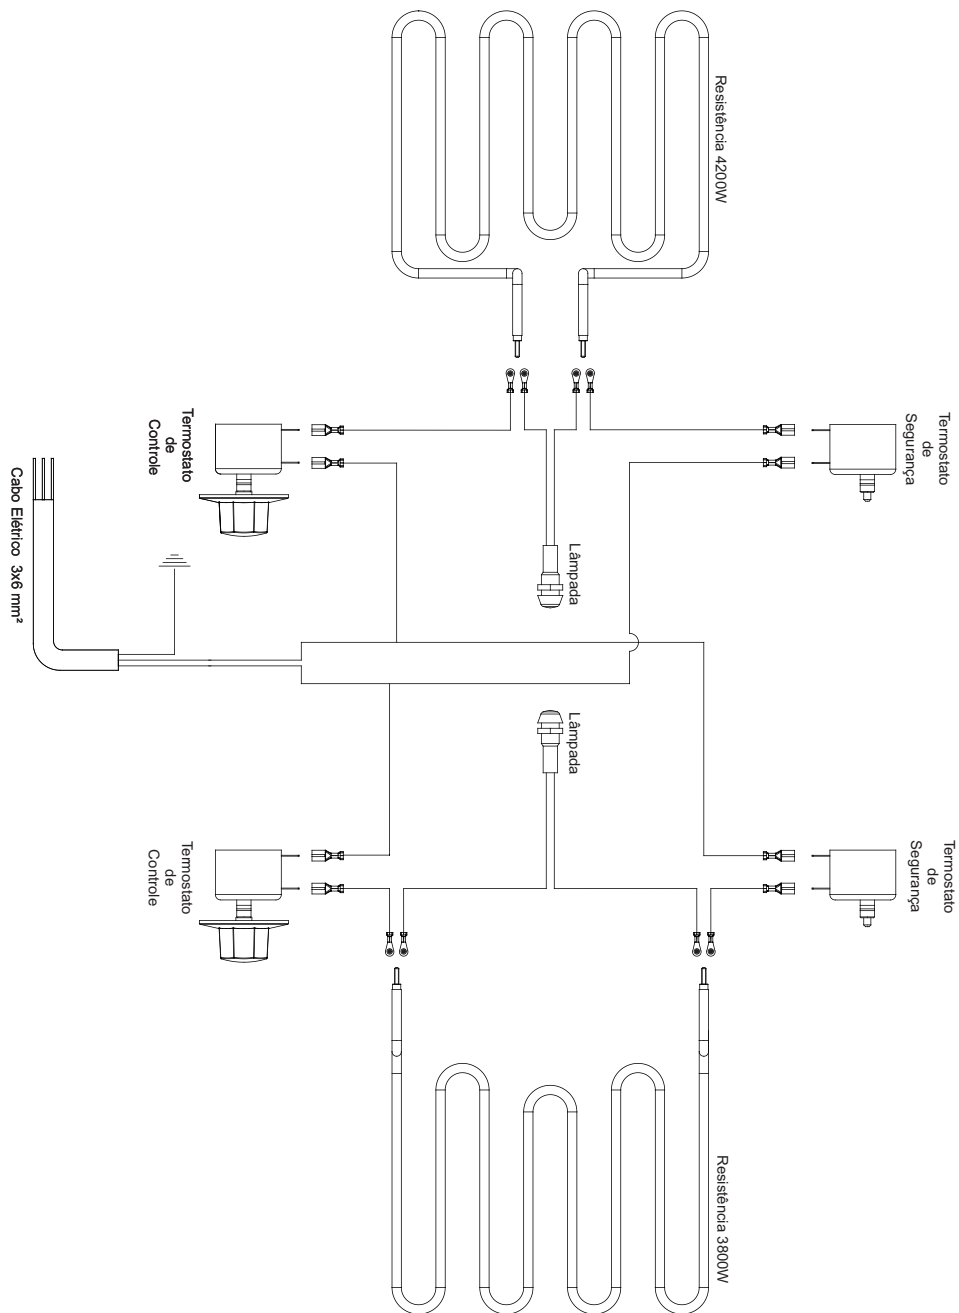 Resistência 4200W
Termostato
de
Segurança
Termostato
de
Controle
Cabo Elétrico 3x6 mm²
Lâmpada
Lâmpada
Termostato
de
Segurança
Termostato
de
Controle
Resistência 3800W